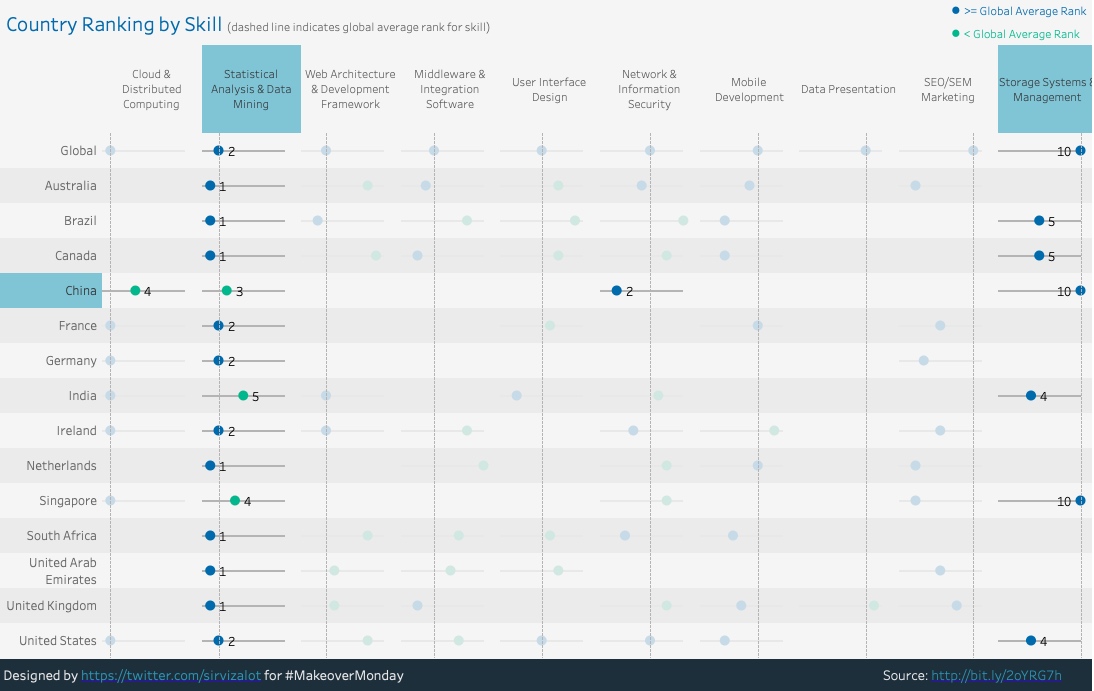 Country Ranking by Skill (dashed line indicates global average rank for skill)
>= Global Average Rank
< Global Average Rank
Cloud &
Distributed
Computing
Statistical
Analysis & Data
Mining
Web Architecture
& Development
Framework
Middleware &
Integration
Software
User Interface
Design
Network &
Information
Security
Mobile
Development
Data Presentation
SEO/SEM
Marketing
Storage Systems &
Management
Global 2 10
Australia 1
Brazil 1 5
Canada 1 5
China 4 3 2 10
France 2
Germany 2
India 5 4
Ireland 2
Netherlands 1
Singapore 4 10
South Africa 1
United Arab
Emirates 1
United Kingdom 1
United States 2 4
Designed by https://twitter.com/sirvizalot for #MakeoverMonday
Source: http://bit.ly/2oYRG7h